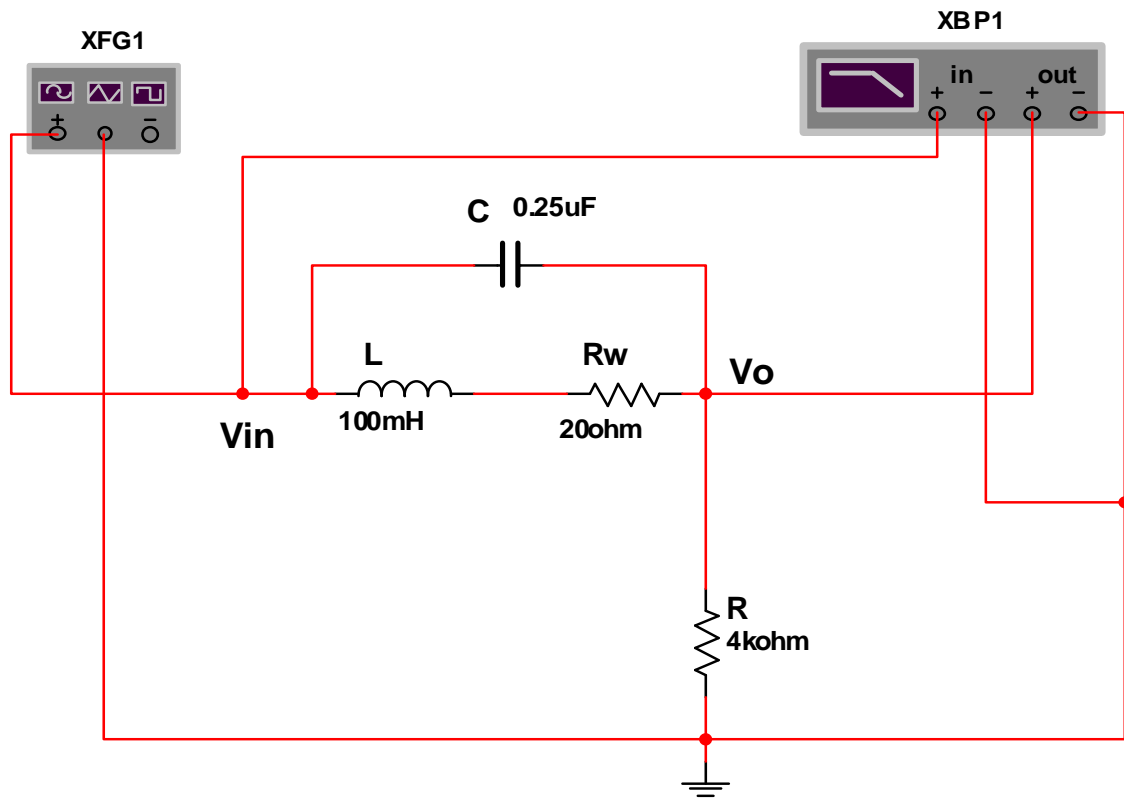 XFG1
XBP1
in out
+ - + -
+ -
C 0.25uF
L
100mH
Rw
20ohm
Vin
Vo
R
4kohm